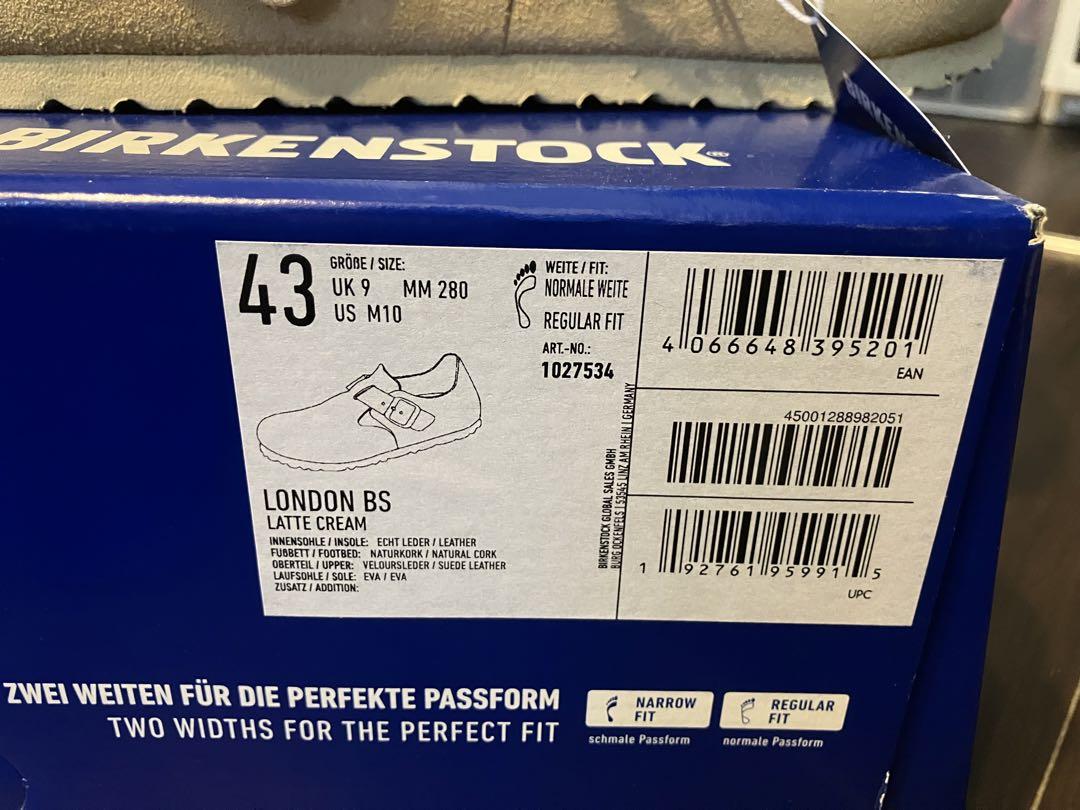 BIRKENSTOCK®
43
GRÖßE / SIZE:
UK 9 MM 280
US M10
WEITE / FIT:
NORMALE WEITE
REGULAR FIT
ART.-NO.:
1027534
LONDON BS
LATTE CREAM
INNENSOHLE / INSOLE: ECHT LEDER / LEATHER
FUßBETT / FOOTBED: NATURKORK / NATURAL CORK
OBERTEIL / UPPER: VELOURSLEDER / SUEDE LEATHER
LAUFSOHLE / SOLE: EVA / EVA
ZUSATZ / ADDITION:
BIRKENSTOCK GLOBAL SALES GMBH
BURG OCKENFELS | 53545 LINZ AM RHEIN | GERMANY
4 066648 395201
EAN
45001288982051
1 92761 95991 5
UPC
ZWEI WEITEN FÜR DIE PERFEKTE PASSFORM
TWO WIDTHS FOR THE PERFECT FIT
NARROW
FIT
schmale Passform
REGULAR
FIT
normale Passform